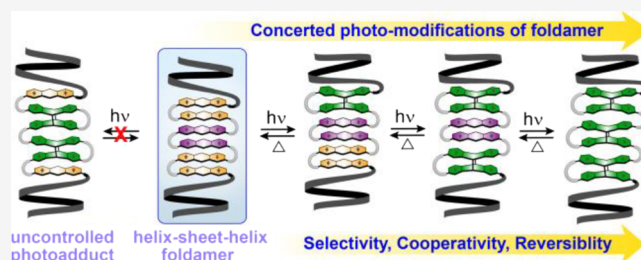 Concerted photo-modifications of foldamer
hν
hν
hν
hν
Δ
Δ
Δ
uncontrolled
photoadduct
helix-sheet-helix
foldamer
Selectivity, Cooperativity, Reversiblity